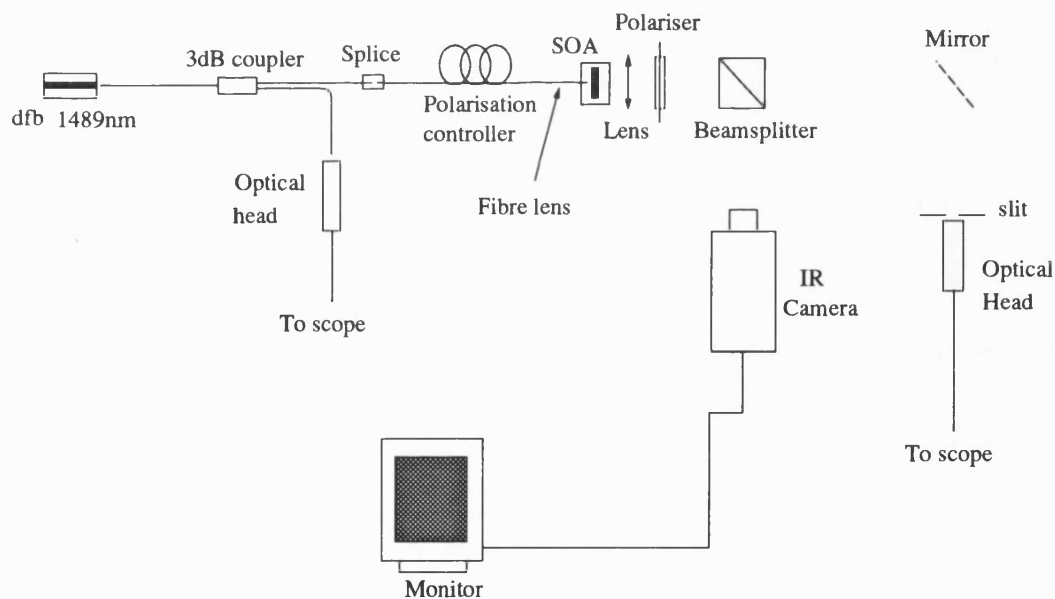 Polariser
SOA
Mirror
Splice
3dB coupler
dfb 1489nm
Polarisation
controller
Lens
Beamsplitter
Optical
head
Fibre lens
slit
IR
Camera
Optical
Head
To scope
To scope
Monitor